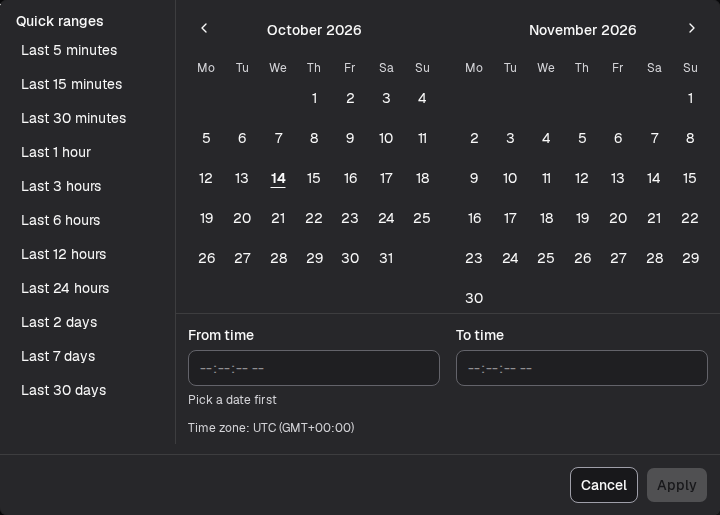 Quick ranges
Last 5 minutes
Last 15 minutes
Last 30 minutes
Last 1 hour
Last 3 hours
Last 6 hours
Last 12 hours
Last 24 hours
Last 2 days
Last 7 days
Last 30 days
October 2026
Mo Tu We Th Fr Sa Su
1 2 3 4
5 6 7 8 9 10 11
12 13 14 15 16 17 18
19 20 21 22 23 24 25
26 27 28 29 30 31
November 2026
Mo Tu We Th Fr Sa Su
1
2 3 4 5 6 7 8
9 10 11 12 13 14 15
16 17 18 19 20 21 22
23 24 25 26 27 28 29
30
From time
--:--:-- --
Pick a date first
To time
--:--:-- --
Time zone: UTC (GMT+00:00)
Cancel
Apply